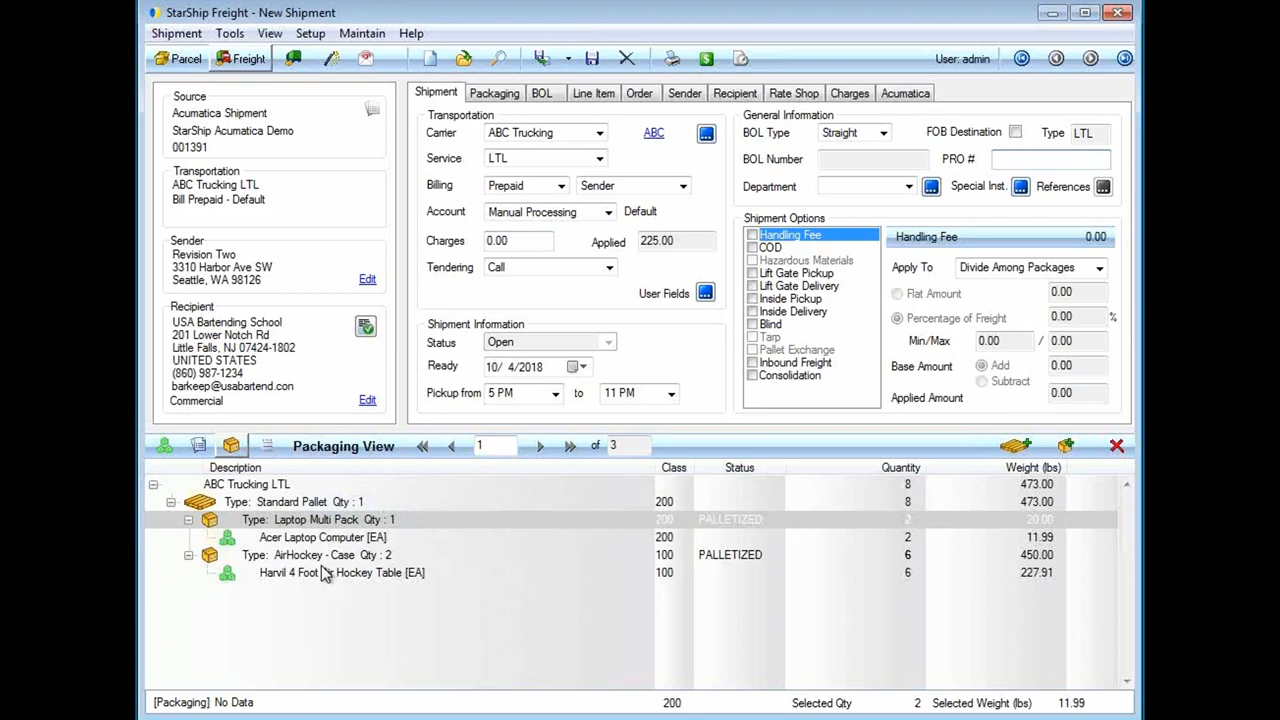 StarShip Freight - New Shipment
Shipment Tools View Setup Maintain Help
Parcel Freight User: admin
Source
Acumatica Shipment
StarShip Acumatica Demo
001391
Transportation
ABC Trucking LTL
Bill Prepaid - Default
Sender
Revision Two
3310 Harbor Ave SW
Seattle, WA 98126 Edit
Recipient
USA Bartending School
201 Lower Notch Rd
Little Falls, NJ 07424-1802
UNITED STATES
(860) 987-1234
barkeep@usabartend.com
Commercial Edit
Shipment Packaging BOL Line Item Order Sender Recipient Rate Shop Charges Acumatica
Transportation
Carrier ABC Trucking ABC
Service LTL
Billing Prepaid Sender
Account Manual Processing Default
Charges 0.00 Applied 225.00
Tendering Call
User Fields
Shipment Information
Status Open
Ready 10/ 4/2018
Pickup from 5 PM to 11 PM
General Information
BOL Type Straight FOB Destination Type LTL
BOL Number PRO #
Department Special Inst. References
Shipment Options
Handling Fee
COD
Hazardous Materials
Lift Gate Pickup
Lift Gate Delivery
Inside Pickup
Inside Delivery
Blind
Tarp
Pallet Exchange
Inbound Freight
Consolidation
Handling Fee 0.00
Apply To Divide Among Packages
Flat Amount 0.00
Percentage of Freight 0.00 %
Min/Max 0.00 / 0.00
Base Amount Add 0.00
Subtract
Applied Amount 0.00
Packaging View 1 of 3
Description Class Status Quantity Weight (lbs)
ABC Trucking LTL 8 473.00
Type: Standard Pallet Qty : 1 200 8 473.00
Type: Laptop Multi Pack Qty : 1 200 PALLETIZED 2 20.00
Acer Laptop Computer [EA] 200 2 11.99
Type: AirHockey - Case Qty : 2 100 PALLETIZED 6 450.00
Harvil 4 Foot Hockey Table [EA] 100 6 227.91
[Packaging] No Data 200 Selected Qty 2 Selected Weight (lbs) 11.99